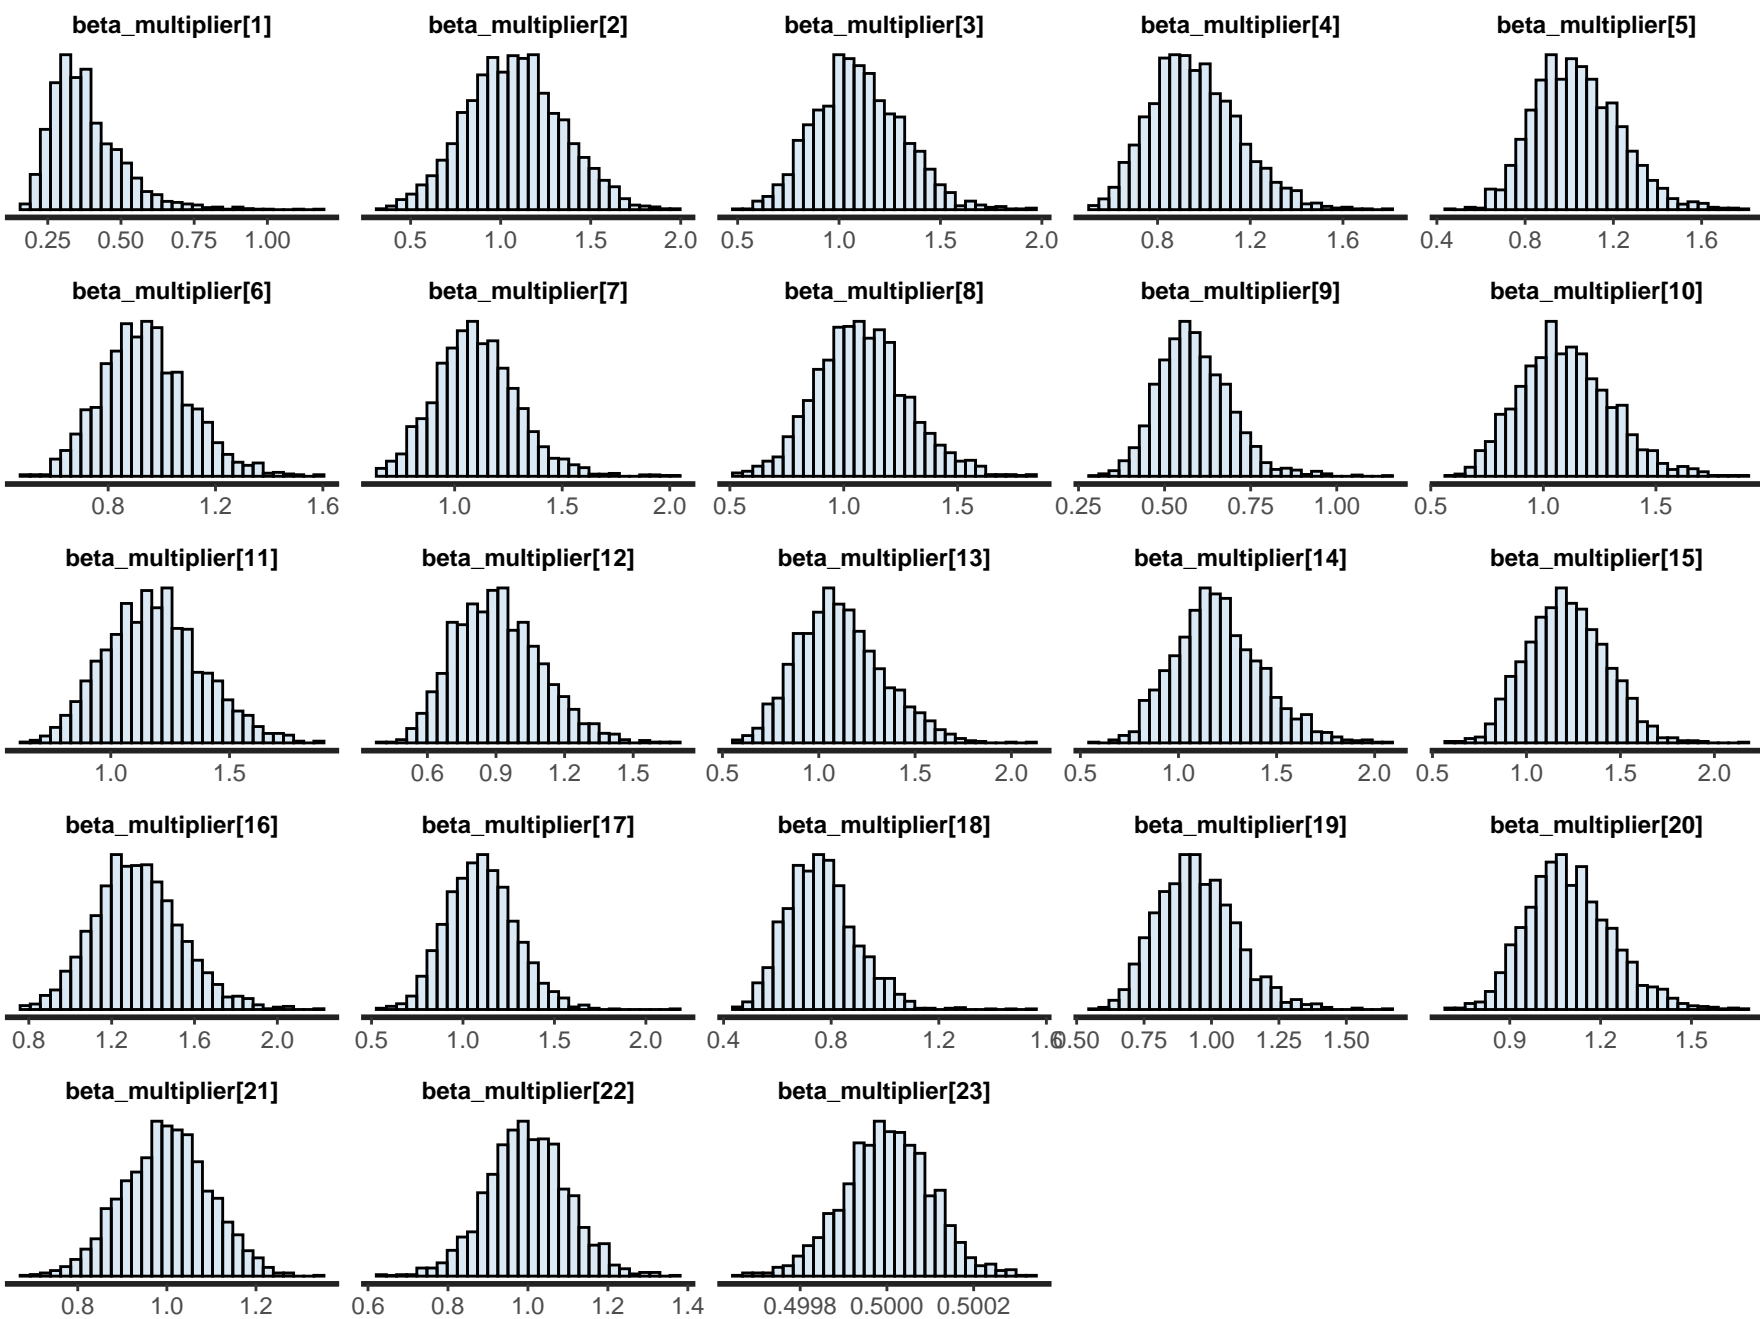 beta_multiplier[1] beta_multiplier[2] beta_multiplier[3] beta_multiplier[4] beta_multiplier[5]
0.25 0.50 0.75 1.00 0.5 1.0 1.5 2.0 0.5 1.0 1.5 2.0 0.8 1.2 1.6 0.4 0.8 1.2 1.6
beta_multiplier[6] beta_multiplier[7] beta_multiplier[8] beta_multiplier[9] beta_multiplier[10]
0.8 1.2 1.6 1.0 1.5 2.0 0.5 1.0 1.5 0.25 0.50 0.75 1.00 0.5 1.0 1.5
beta_multiplier[11] beta_multiplier[12] beta_multiplier[13] beta_multiplier[14] beta_multiplier[15]
1.0 1.5 0.6 0.9 1.2 1.5 0.5 1.0 1.5 2.0 0.5 1.0 1.5 2.0 0.5 1.0 1.5 2.0
beta_multiplier[16] beta_multiplier[17] beta_multiplier[18] beta_multiplier[19] beta_multiplier[20]
0.8 1.2 1.6 2.0 0.5 1.0 1.5 2.0 0.4 0.8 1.2 1.6 0.50 0.75 1.00 1.25 1.50 0.9 1.2 1.5
beta_multiplier[21] beta_multiplier[22] beta_multiplier[23]
0.8 1.0 1.2 0.6 0.8 1.0 1.2 1.4 0.4998 0.5000 0.5002